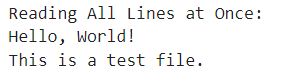 Reading All Lines at Once:
Hello, World!
This is a test file.